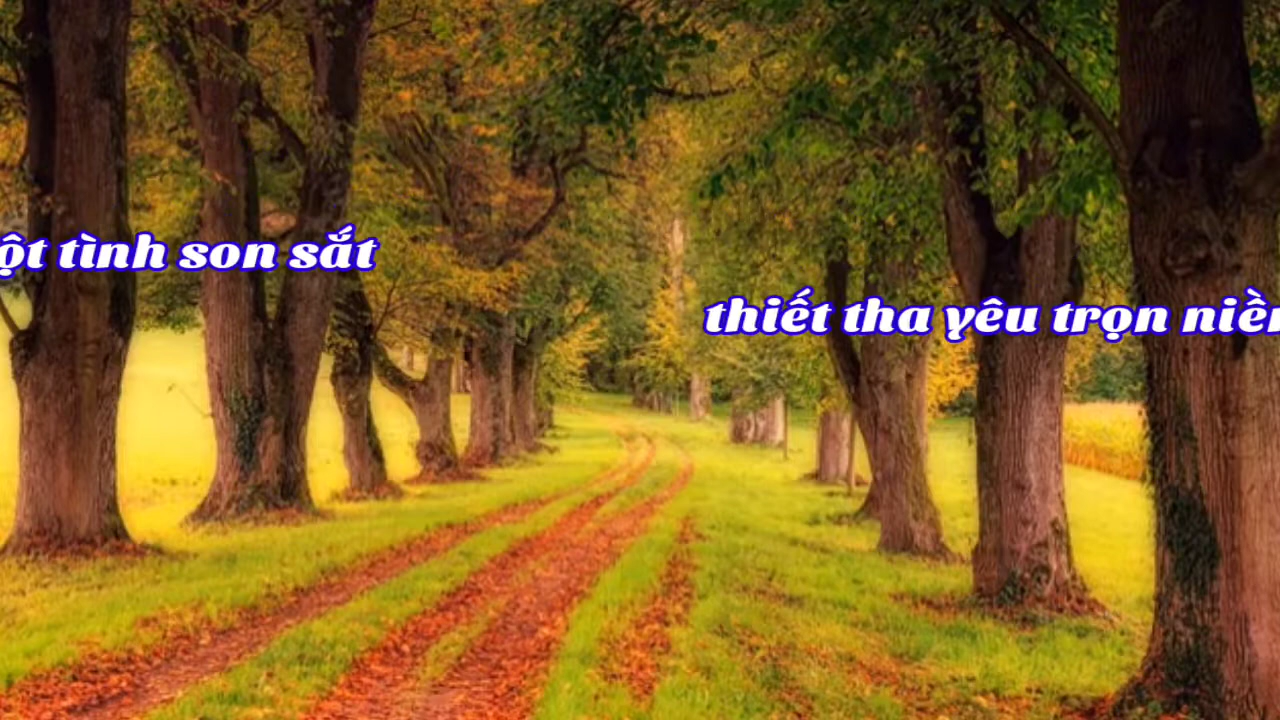 ột tình son sắt
thiết tha yêu trọn niề